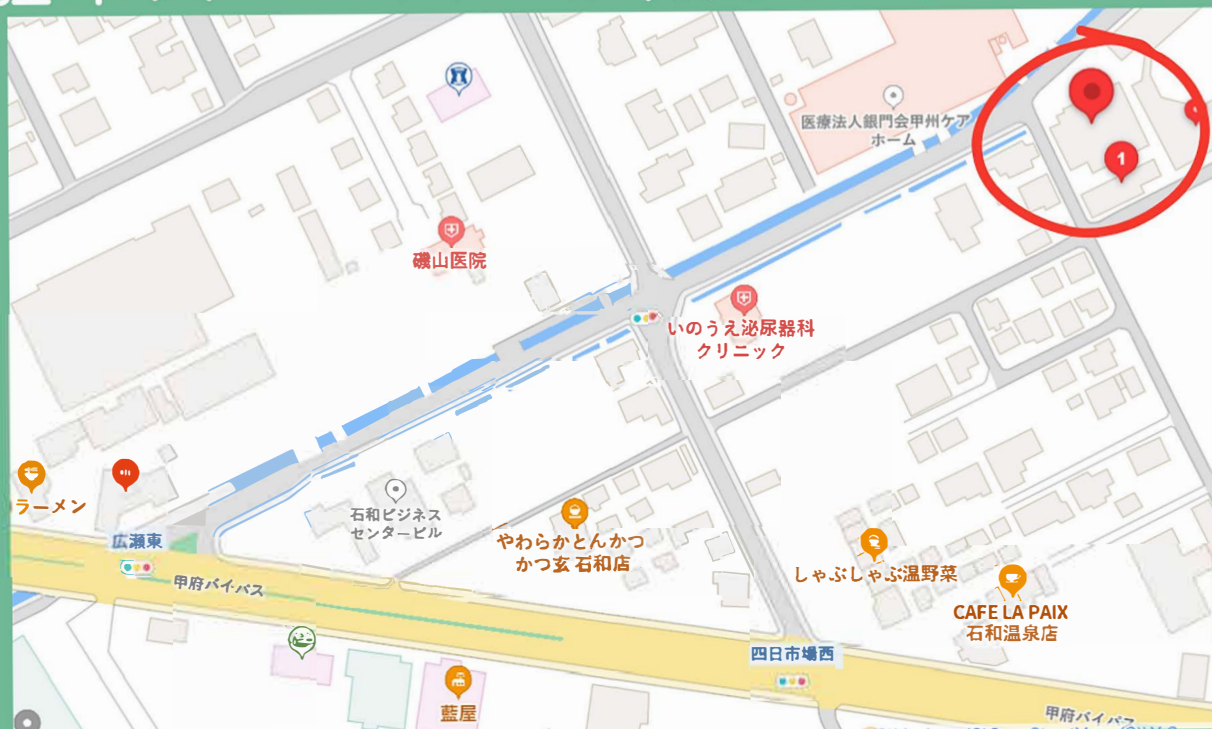 医療法人銀門会甲州ケア
ホーム
1
磯山医院
いのうえ泌尿器科
クリニック
ラーメン
石和ビジネス
センタービル
広瀬東
やわらかとんかつ
かつ玄 石和店
甲府バイパス
しゃぶしゃぶ温野菜
CAFE LA PAIX
石和温泉店
四日市場西
藍屋
甲府バイパス